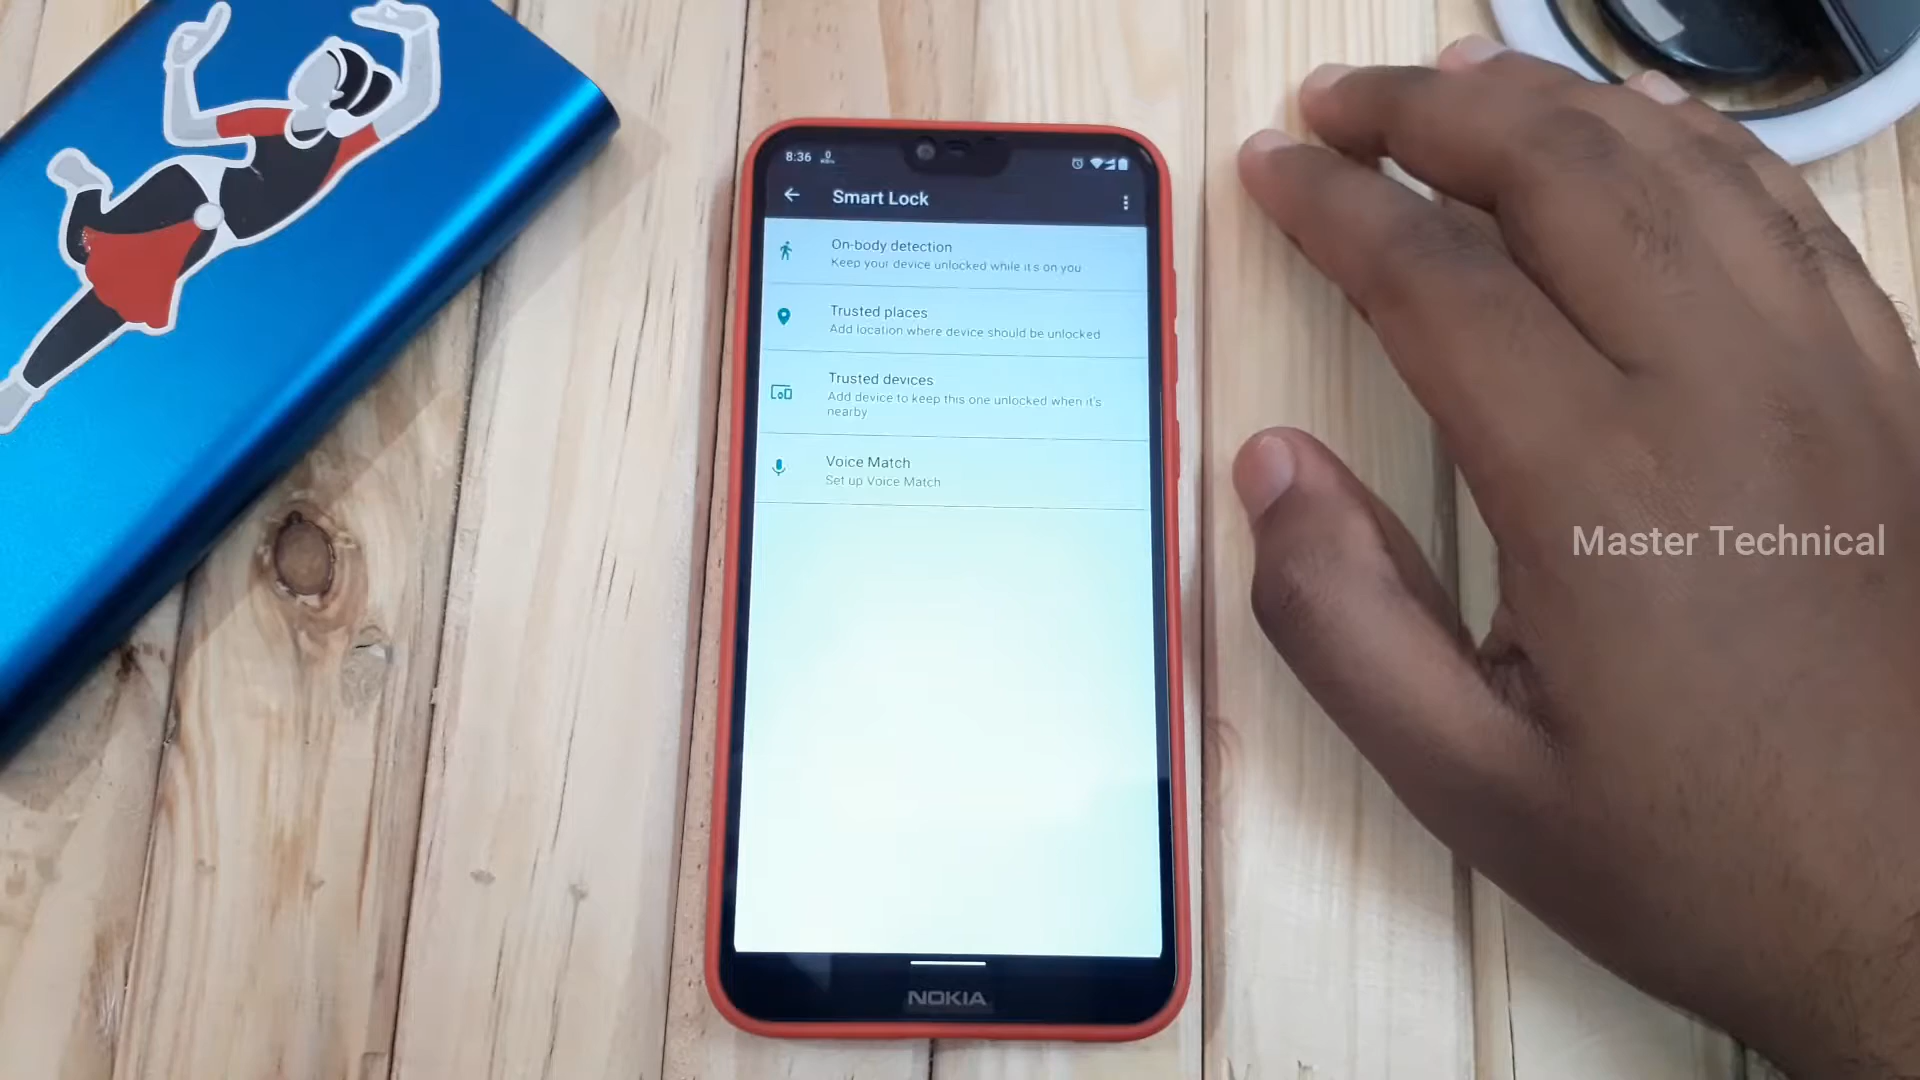 8:36
0
Smart Lock
On-body detection
Keep your device unlocked while it's on you
Trusted places
Add location where device should be unlocked
Trusted devices
Add device to keep this one unlocked when it's
nearby
Voice Match
Set up Voice Match
NOKIA
Master Technical